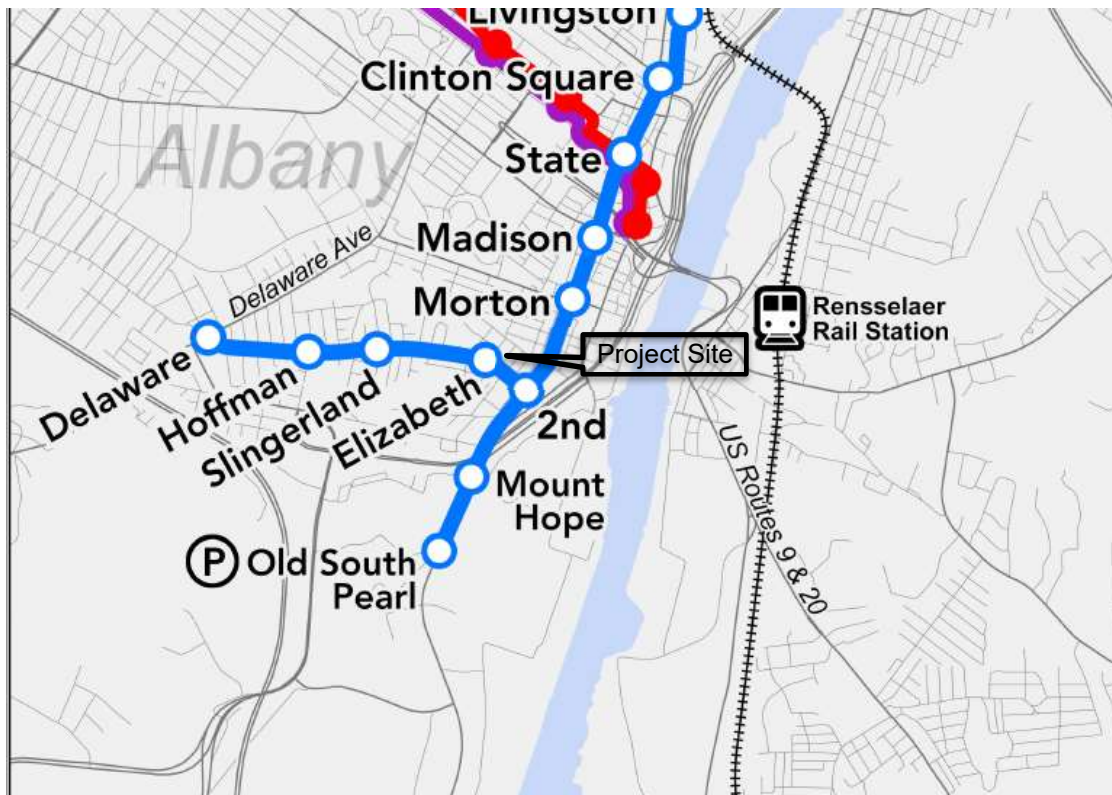 Livingston
Clinton Square
Albany
State
Madison
Delaware Ave
Morton
Rensselaer
Rail Station
Project Site
Delaware
Hoffman
Slingerland
Elizabeth
2nd
US Routes 9 & 20
Mount
Hope
P Old South
Pearl